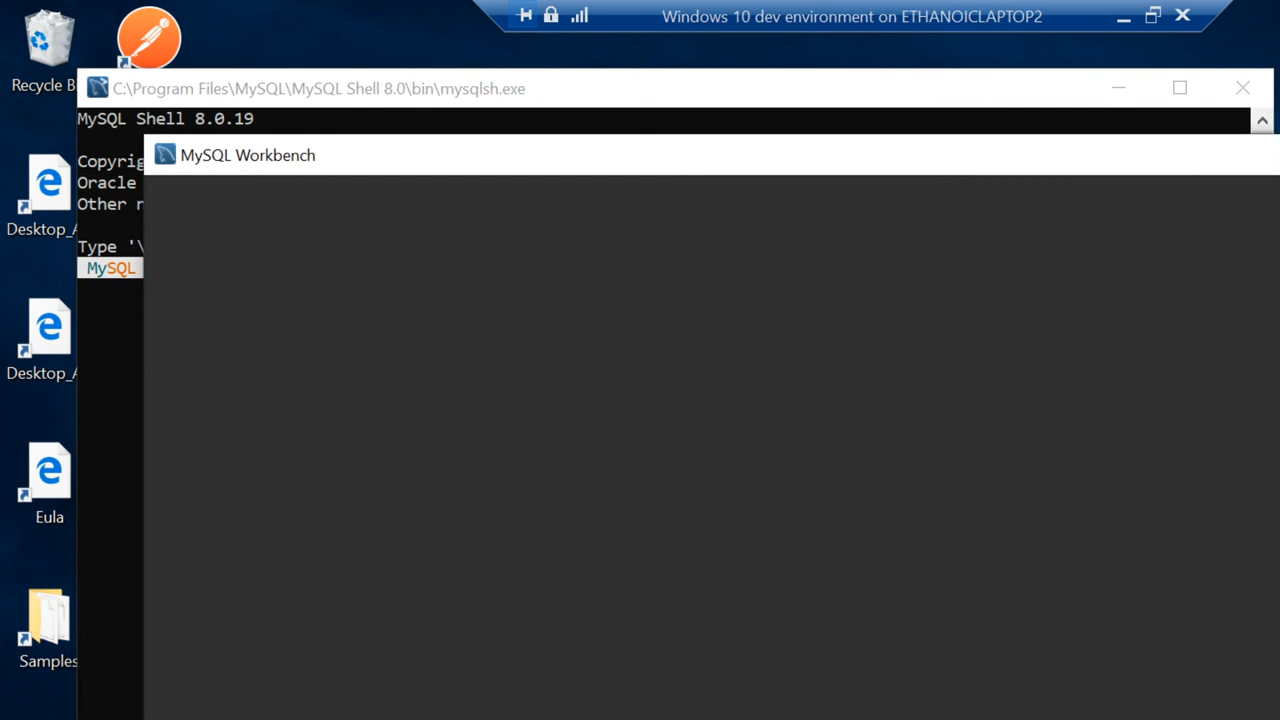 Windows 10 dev environment on ETHANOICLAPTOP2
Recycle B
C:\Program Files\MySQL\MySQL Shell 8.0\bin\mysqlsh.exe
MySQL Shell 8.0.19
MySQL Workbench
Copyrig
Oracle
Other n
Type '\
MySQL
Desktop_A
Desktop_A
Eula
Samples